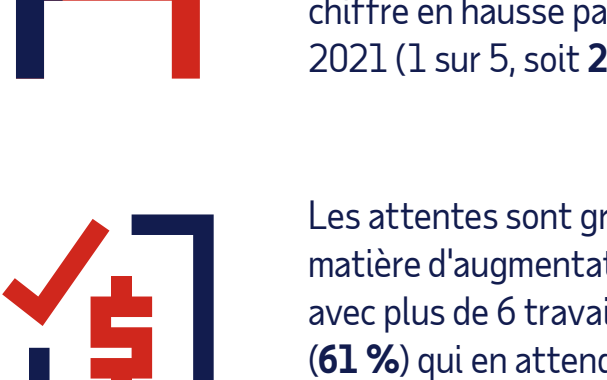 chiffre en hausse pa
2021 (1 sur 5, soit 2
Les attentes sont gr
matière d'augmentat
avec plus de 6 travai
(61 %) qui en attend